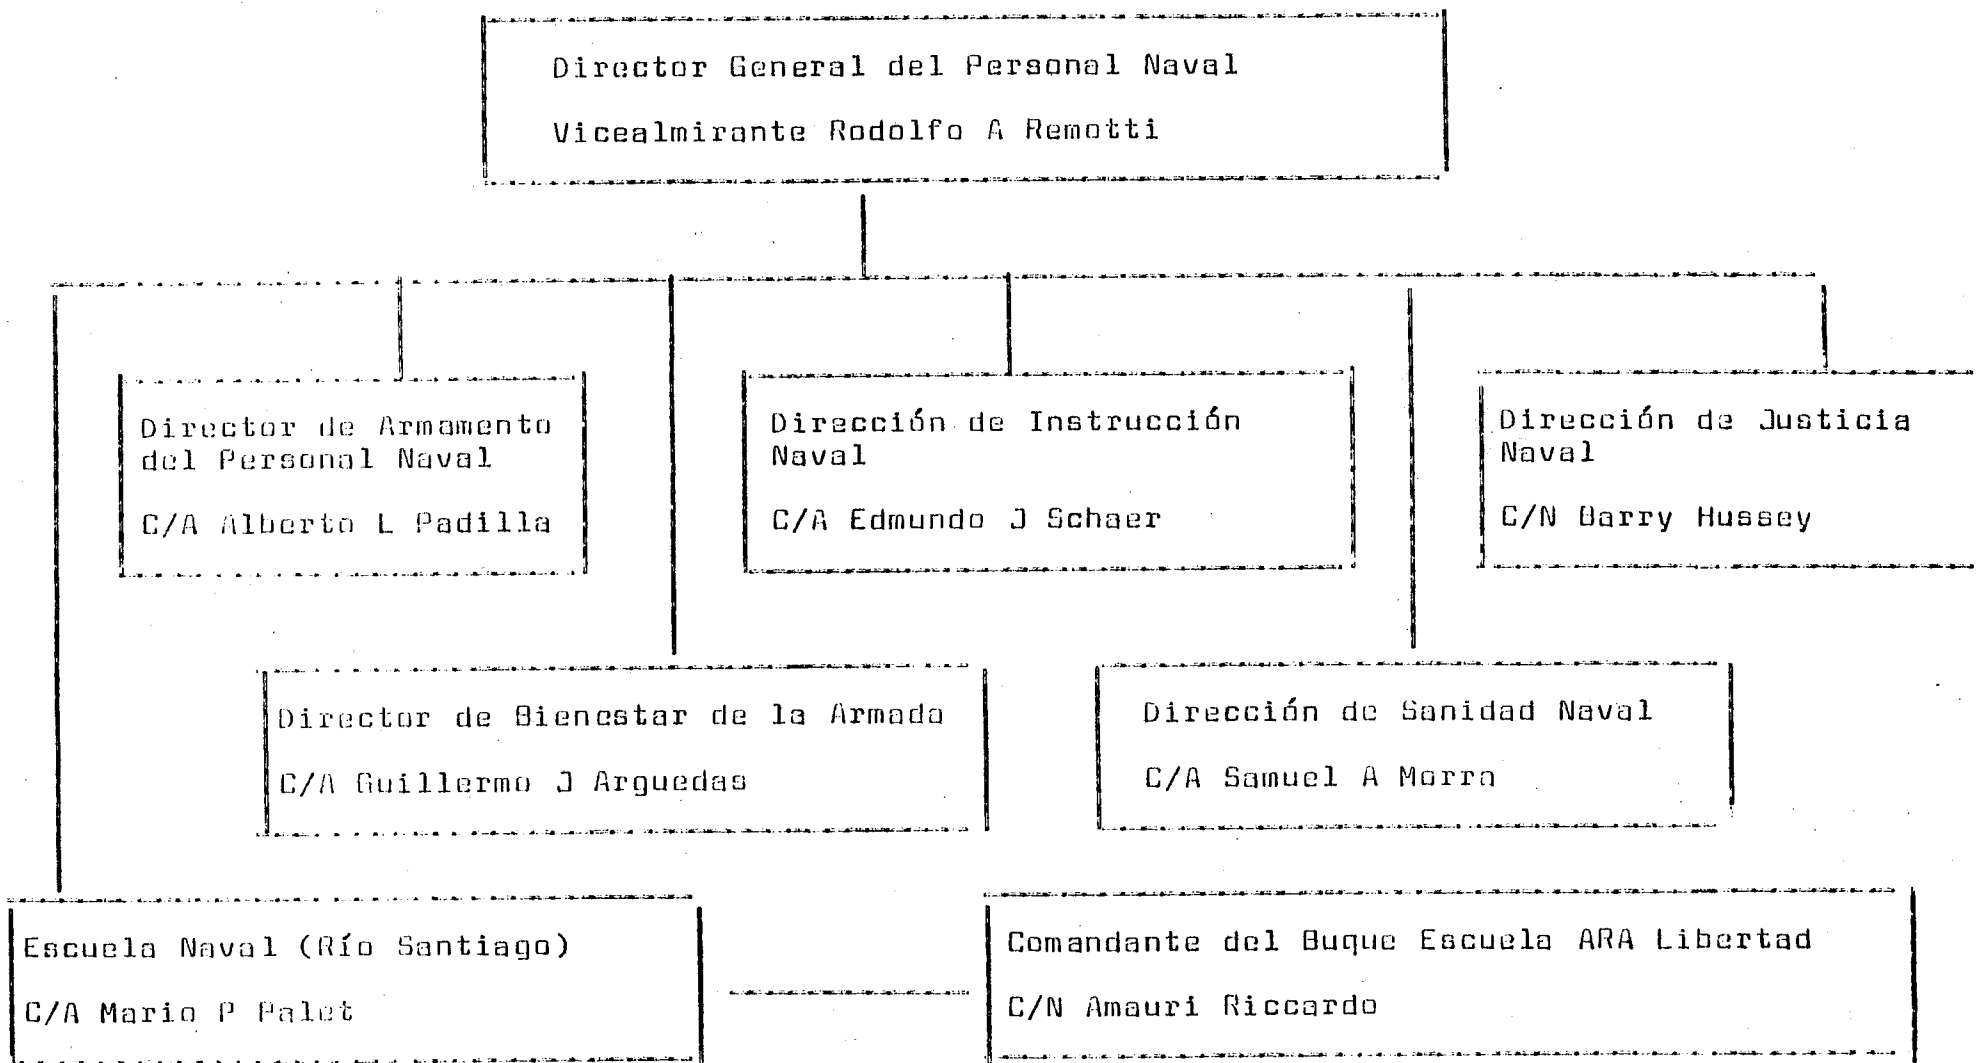 Director General del Personal Naval
Vicealmirante Rodolfo A Remotti
Director de Armamento
del Personal Naval
C/A Alberto L Padilla
Dirección de Instrucción
Naval
C/A Edmundo J Schaer
Dirección de Justicia
Naval
C/N Barry Hussey
Director de Bienestar de la Armada
C/A Guillermo J Arguedas
Dirección de Sanidad Naval
C/A Samuel A Morra
Escuela Naval (Río Santiago)
C/A Mario P Palet
Comandante del Buque Escuela ARA Libertad
C/N Amauri Riccardo